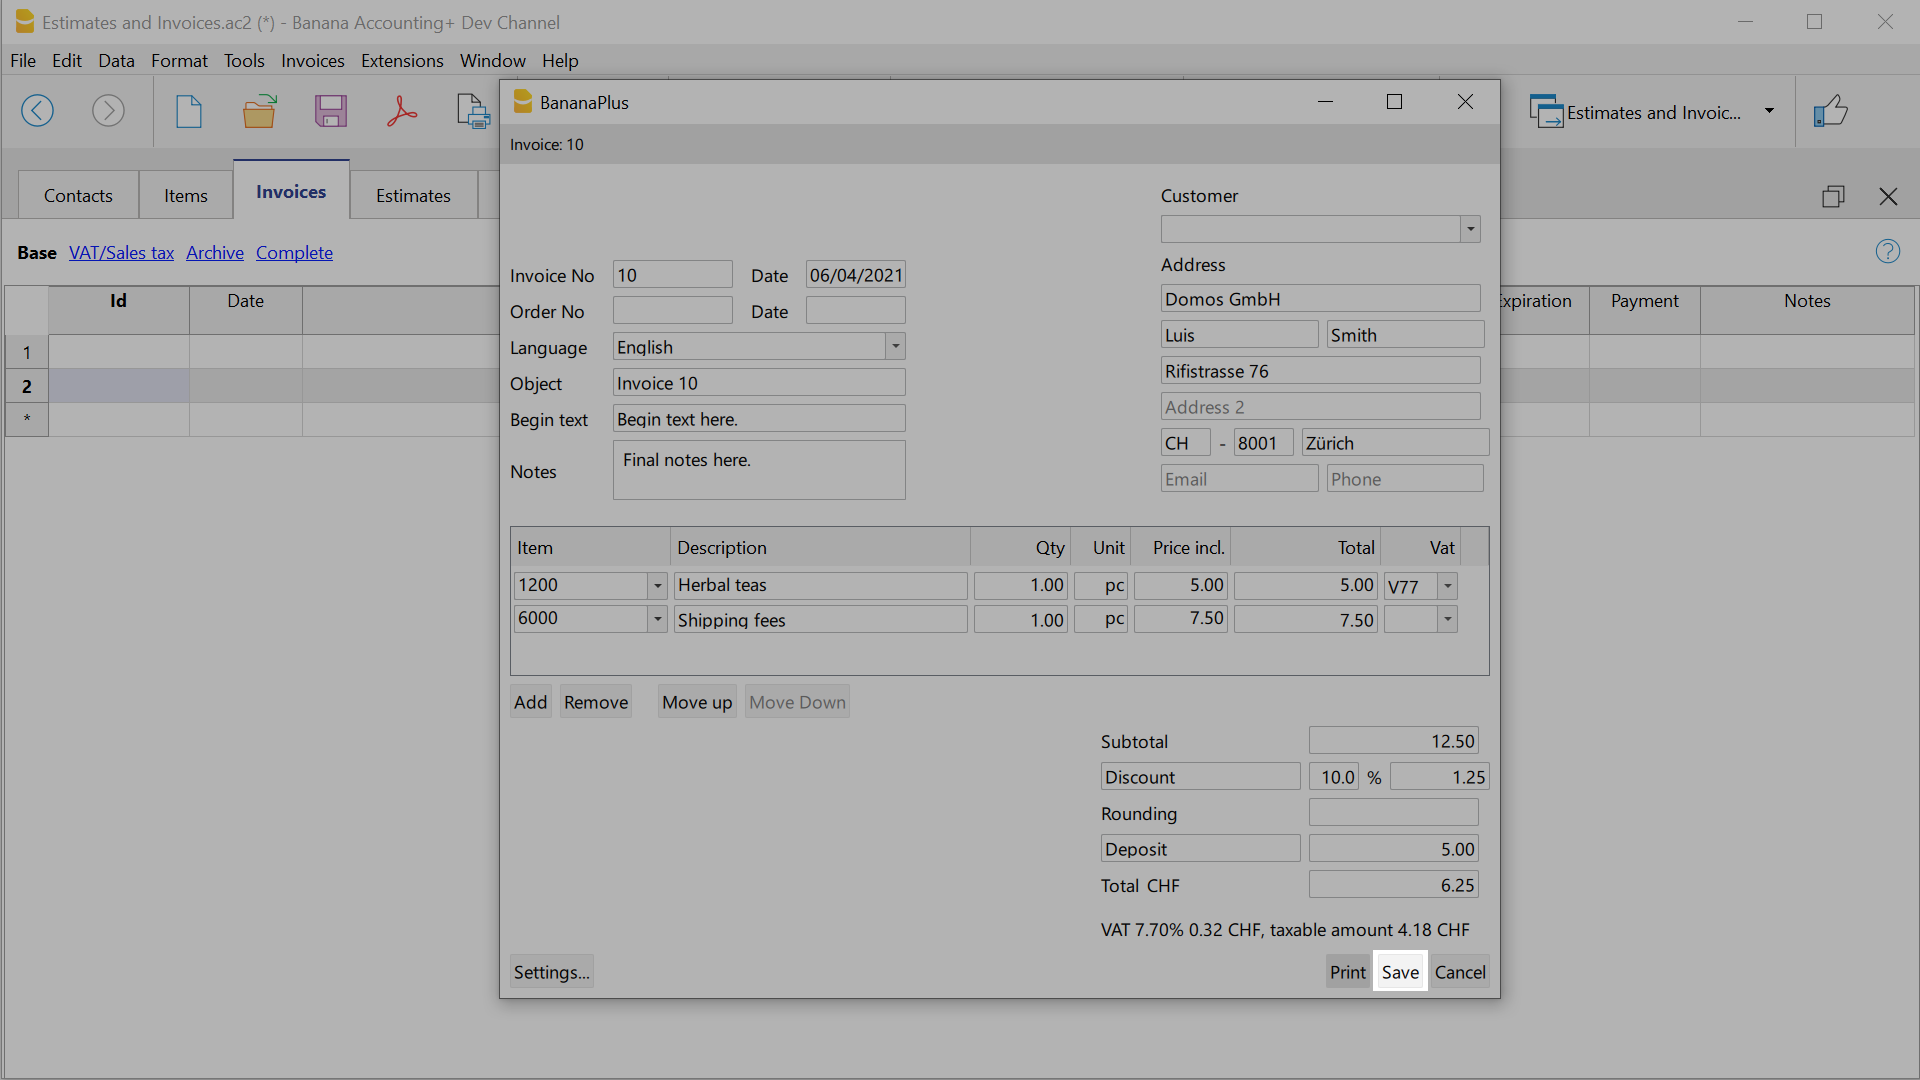 Estimates and Invoices.ac2 (*) - Banana Accounting+ Dev Channel
File Edit Data Format Tools Invoices Extensions Window Help
Estimates and Invoic...
Contacts Items Invoices Estimates
Base VAT/Sales tax Archive Complete
Id Date Expiration Payment Notes
1
2
*
BananaPlus
Invoice: 10
Customer
Address
Domos GmbH
Luis Smith
Rifistrasse 76
Address 2
CH - 8001 Zürich
Email Phone
Invoice No 10 Date 06/04/2021
Order No Date
Language English
Object Invoice 10
Begin text Begin text here.
Notes Final notes here.
Item Description Qty Unit Price incl. Total Vat
1200 Herbal teas 1.00 pc 5.00 5.00 V77
6000 Shipping fees 1.00 pc 7.50 7.50
Add Remove Move up Move Down
Subtotal 12.50
Discount 10.0 % 1.25
Rounding
Deposit 5.00
Total CHF 6.25
VAT 7.70% 0.32 CHF, taxable amount 4.18 CHF
Settings... Print Save Cancel